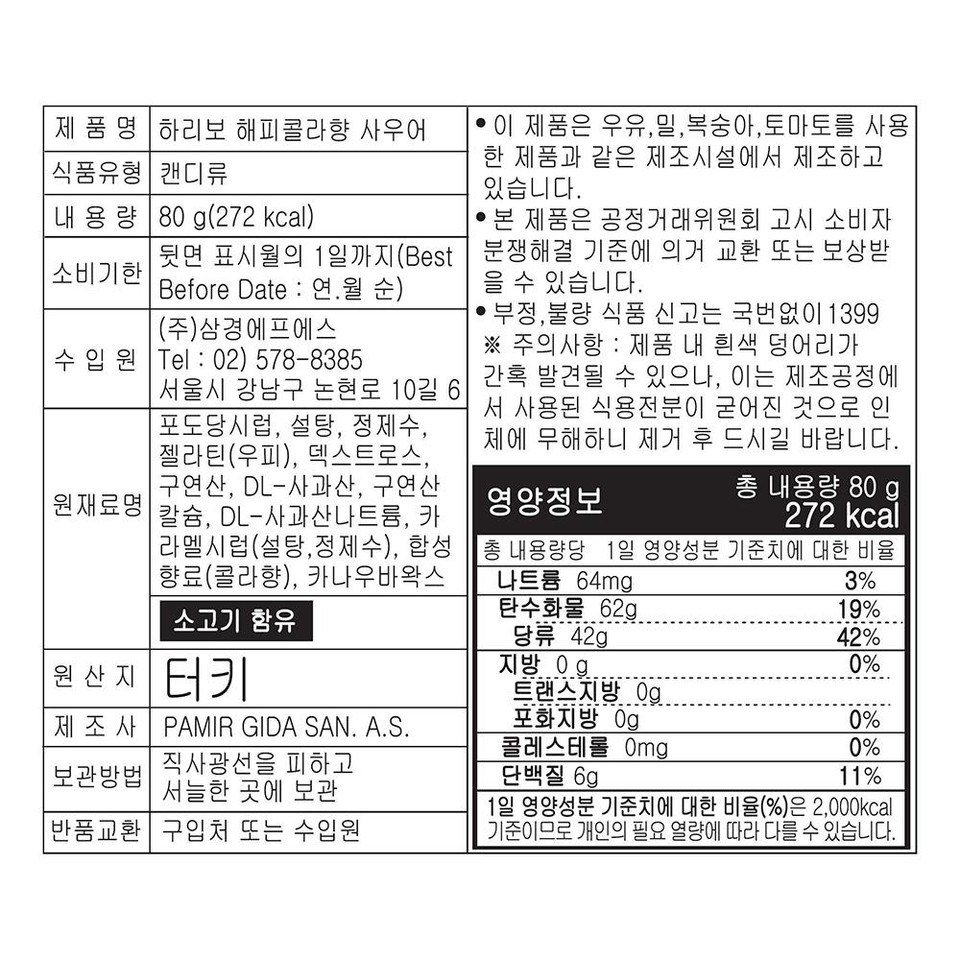 제 품 명 하리보 해피콜라향 사우어
식품유형 캔디류
내 용 량 80 g(272 kcal)
소비기한 뒷면 표시월의 1일까지(Best
Before Date : 연.월 순)
수 입 원 (주)삼경에프에스
Tel : 02) 578-8385
서울시 강남구 논현로 10길 6
원재료명 포도당시럽, 설탕, 정제수,
젤라틴(우피), 덱스트로스,
구연산, DL-사과산, 구연산
칼슘, DL-사과산나트륨, 카
라멜시럽(설탕,정제수), 합성
향료(콜라향), 카나우바왁스
소고기 함유
원 산 지 터키
제 조 사 PAMIR GIDA SAN. A.S.
보관방법 직사광선을 피하고
서늘한 곳에 보관
반품교환 구입처 또는 수입원
• 이 제품은 우유,밀,복숭아,토마토를 사용
한 제품과 같은 제조시설에서 제조하고
있습니다.
• 본 제품은 공정거래위원회 고시 소비자
분쟁해결 기준에 의거 교환 또는 보상받
을 수 있습니다.
• 부정,불량 식품 신고는 국번없이1399
※ 주의사항 : 제품 내 흰색 덩어리가
간혹 발견될 수 있으나, 이는 제조공정에
서 사용된 식용전분이 굳어진 것으로 인
체에 무해하니 제거 후 드시길 바랍니다.
영양정보 총 내용량 80 g
272 kcal
총 내용량당 1일 영양성분 기준치에 대한 비율
나트륨 64mg 3%
탄수화물 62g 19%
당류 42g 42%
지방 0 g 0%
트랜스지방 0g
포화지방 0g 0%
콜레스테롤 0mg 0%
단백질 6g 11%
1일 영양성분 기준치에 대한 비율(%)은 2,000kcal
기준이므로 개인의 필요 열량에 따라 다를 수 있습니다.